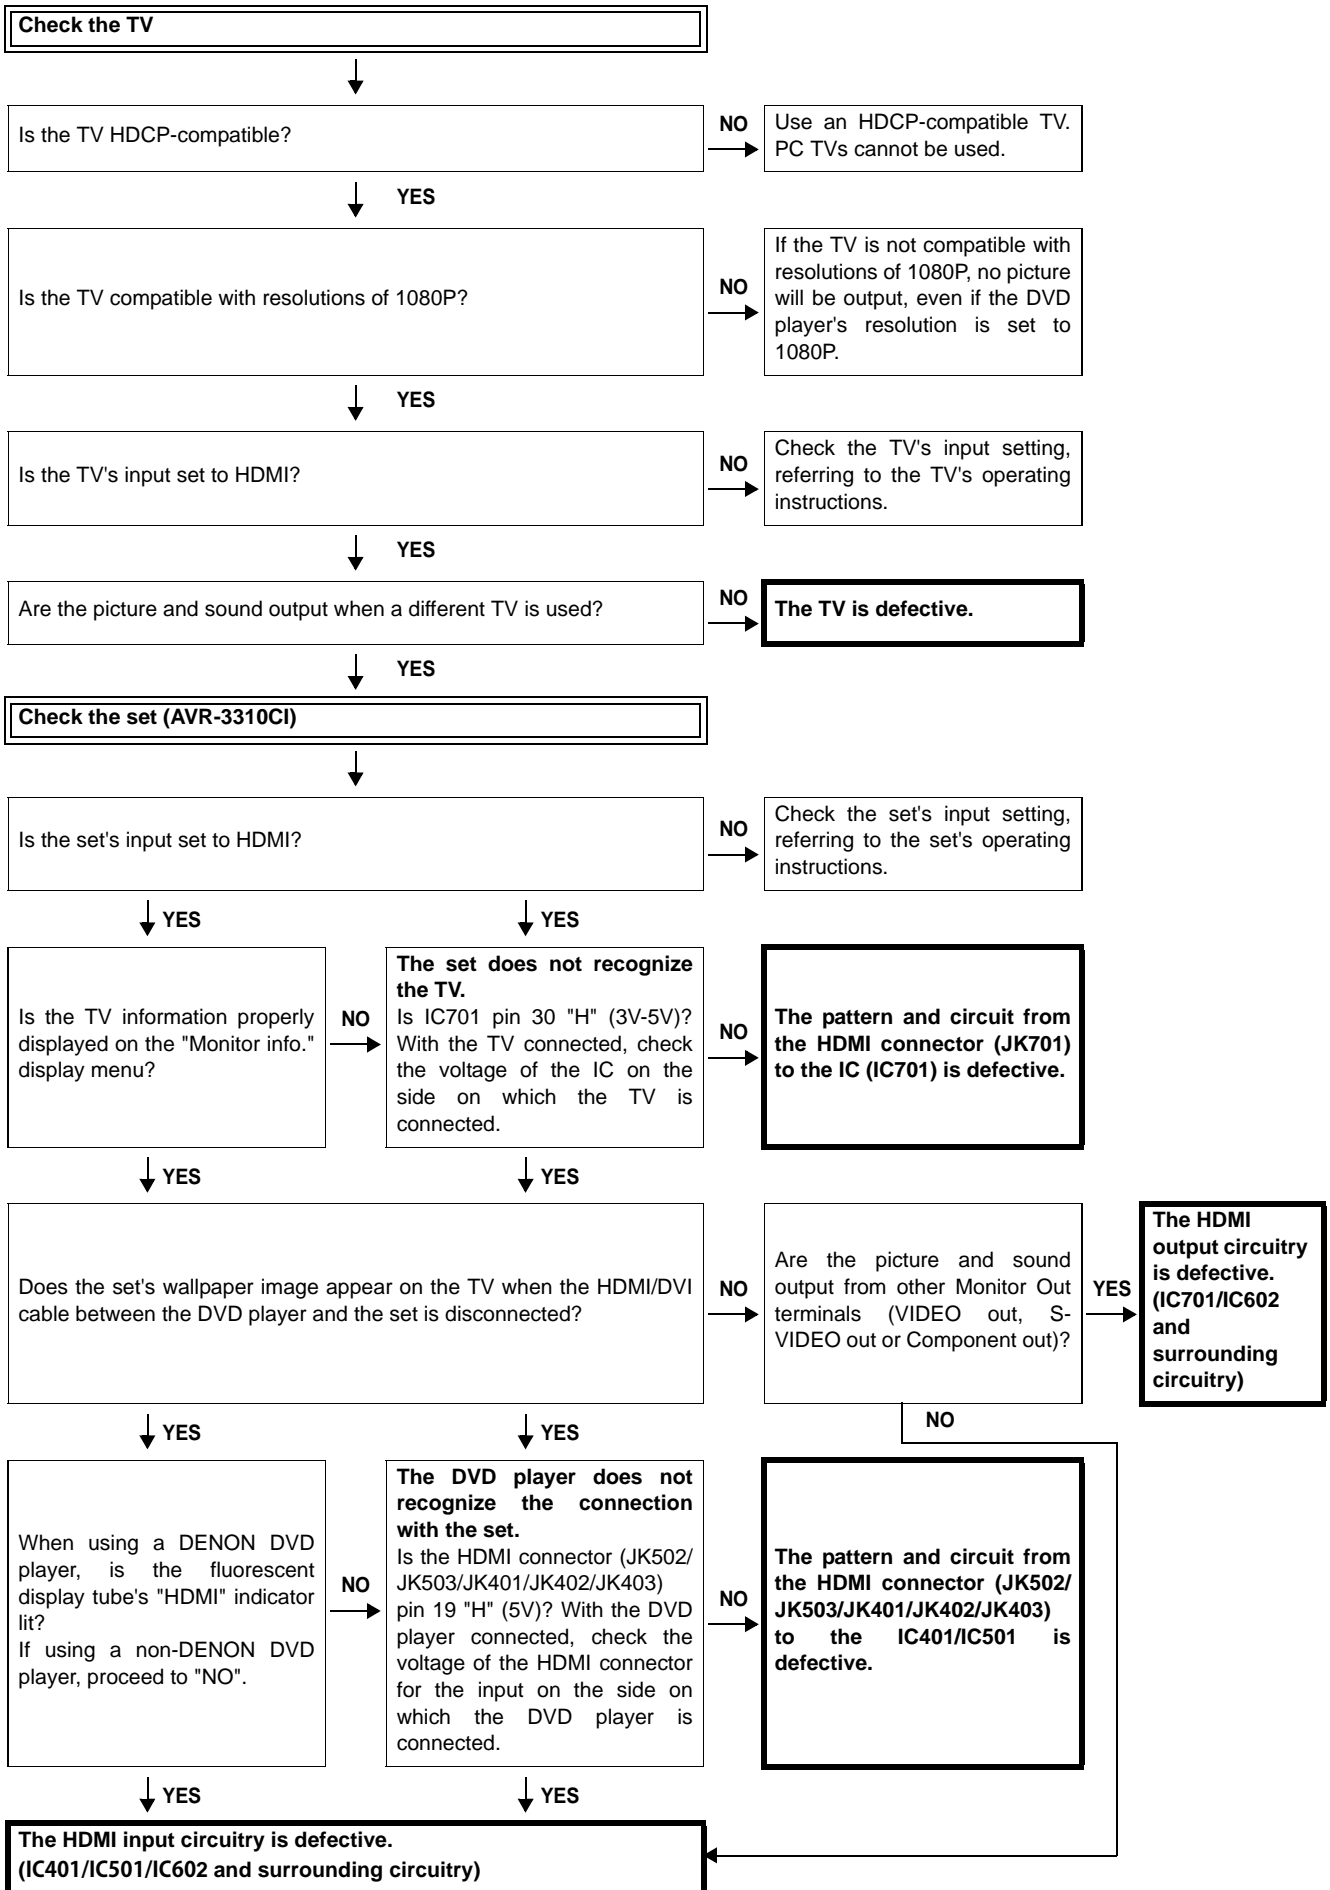 Check the TV
Is the TV HDCP-compatible?
NO
Use an HDCP-compatible TV.
PC TVs cannot be used.
YES
Is the TV compatible with resolutions of 1080P?
NO
If the TV is not compatible with
resolutions of 1080P, no picture
will be output, even if the DVD
player's resolution is set to
1080P.
YES
Is the TV's input set to HDMI?
NO
Check the TV's input setting,
referring to the TV's operating
instructions.
YES
Are the picture and sound output when a different TV is used?
NO
The TV is defective.
YES
Check the set (AVR-3310CI)
Is the set's input set to HDMI?
NO
Check the set's input setting,
referring to the set's operating
instructions.
YES
YES
Is the TV information properly
displayed on the "Monitor info."
display menu?
NO
The set does not recognize
the TV.
Is IC701 pin 30 "H" (3V-5V)?
With the TV connected, check
the voltage of the IC on the
side on which the TV is
connected.
NO
The pattern and circuit from
the HDMI connector (JK701)
to the IC (IC701) is defective.
YES
YES
Does the set's wallpaper image appear on the TV when the HDMI/DVI
cable between the DVD player and the set is disconnected?
NO
Are the picture and sound
output from other Monitor Out
terminals (VIDEO out, S-
VIDEO out or Component out)?
YES
The HDMI
output circuitry
is defective.
(IC701/IC602
and
surrounding
circuitry)
NO
YES
YES
When using a DENON DVD
player, is the fluorescent
display tube's "HDMI" indicator
lit?
If using a non-DENON DVD
player, proceed to "NO".
NO
The DVD player does not
recognize the connection
with the set.
Is the HDMI connector (JK502/
JK503/JK401/JK402/JK403)
pin 19 "H" (5V)? With the DVD
player connected, check the
voltage of the HDMI connector
for the input on the side on
which the DVD player is
connected.
NO
The pattern and circuit from
the HDMI connector (JK502/
JK503/JK401/JK402/JK403)
to the IC401/IC501 is
defective.
YES
YES
The HDMI input circuitry is defective.
(IC401/IC501/IC602 and surrounding circuitry)